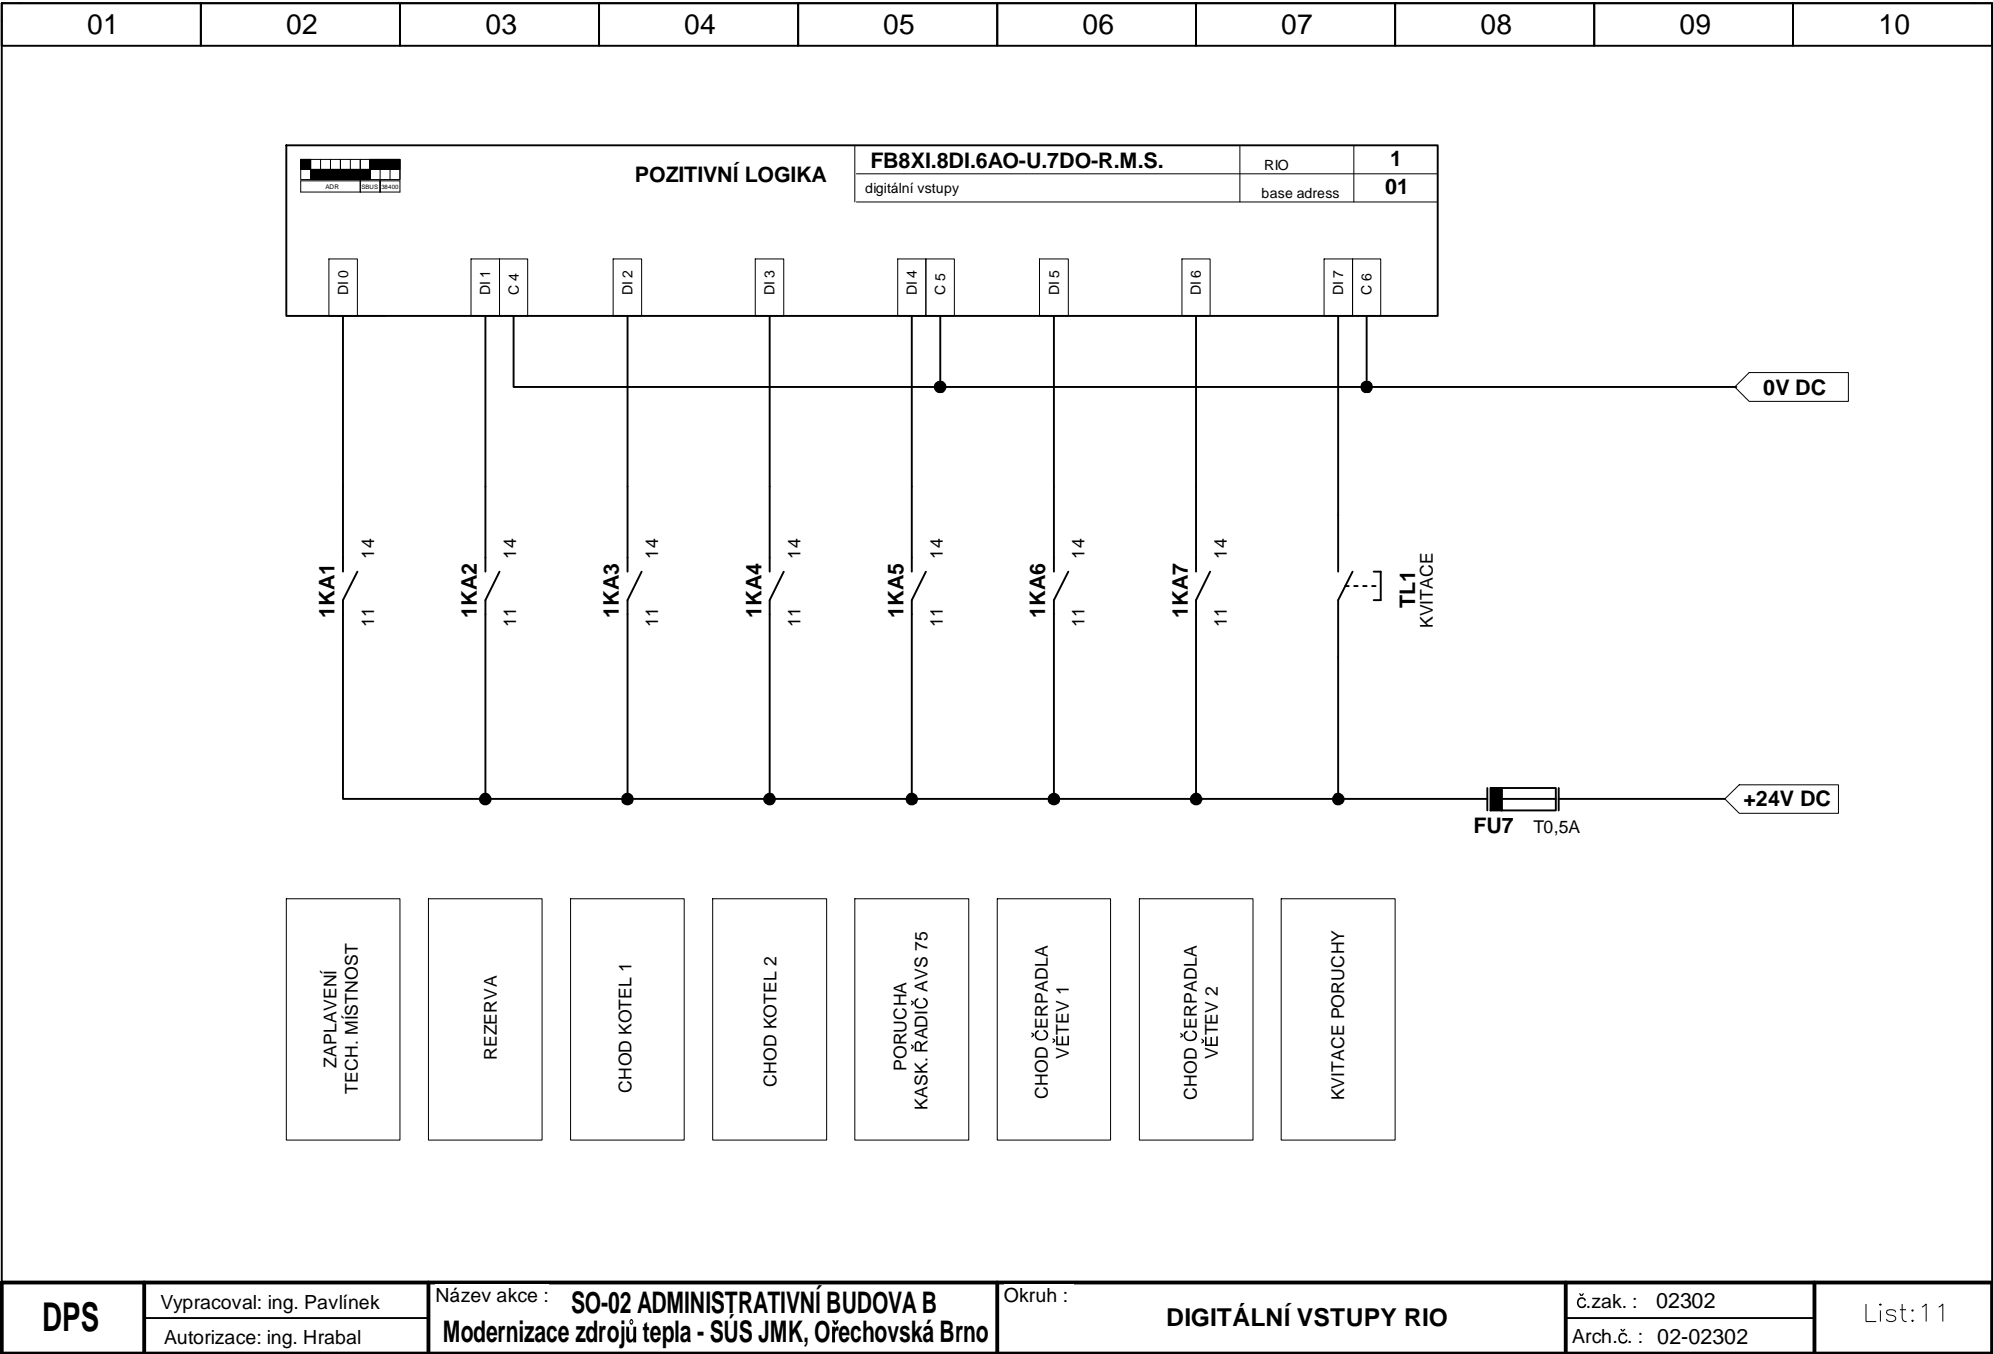 01 02 03 04 05 06 07 08 09 10
POZITIVNÍ LOGIKA
FB8XI.8DI.6AO-U.7DO-R.M.S.
RIO
1
digitální vstupy
base adress
01
ADR SBUS 38400
DI 0
DI 1
C 4
DI 2
DI 3
DI 4
C 5
DI 5
DI 6
DI 7
C 6
0V DC
1KA1
14
11
1KA2
14
11
1KA3
14
11
1KA4
14
11
1KA5
14
11
1KA6
14
11
1KA7
14
11
TL1
KVITACE
+24V DC
FU7 T0,5A
ZAPLAVENÍ
TECH. MÍSTNOST
REZERVA
CHOD KOTEL 1
CHOD KOTEL 2
PORUCHA
KASK. ŘADIČ AVS 75
CHOD ČERPADLA
VĚTEV 1
CHOD ČERPADLA
VĚTEV 2
KVITACE PORUCHY
DPS
Vypracoval: ing. Pavlínek
Autorizace: ing. Hrabal
Název akce :
SO-02 ADMINISTRATIVNÍ BUDOVA B
Modernizace zdrojů tepla - SÚS JMK, Ořechovská Brno
Okruh :
DIGITÁLNÍ VSTUPY RIO
č.zak. : 02302
Arch.č. : 02-02302
List:11